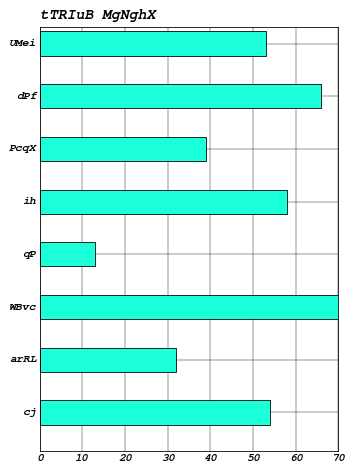 tTRIuB MgNghX
UMei
dPf
PcqX
ih
qP
WBvc
arRL
cj
0 10 20 30 40 50 60 70